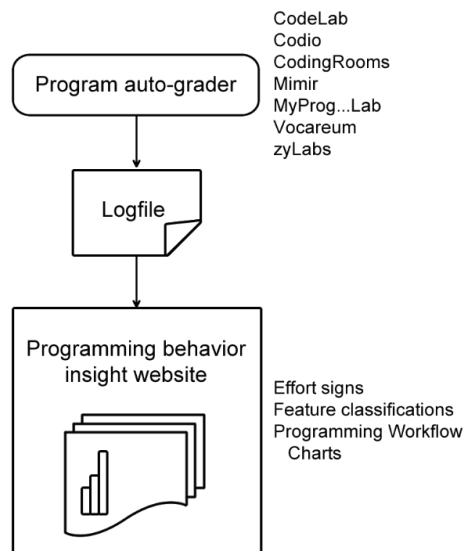 CodeLab
Codio
CodingRooms
Mimir
MyProg...Lab
Vocareum
zyLabs
Program auto-grader
Logfile
Programming behavior
insight website
Effort signs
Feature classifications
Programming Workflow
Charts